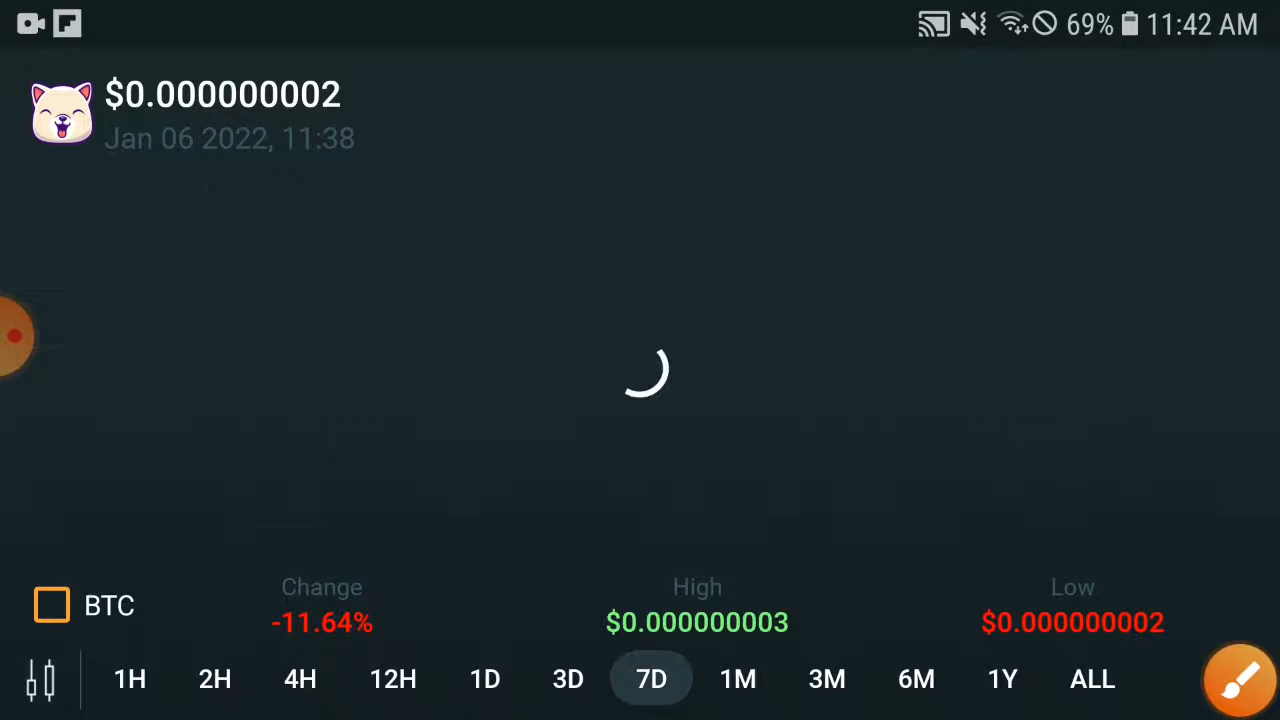 69% 11:42 AM
$0.000000002
Jan 06 2022, 11:38
BTC
Change High Low
-11.64% $0.000000003 $0.000000002
1H 2H 4H 12H 1D 3D 7D 1M 3M 6M 1Y ALL